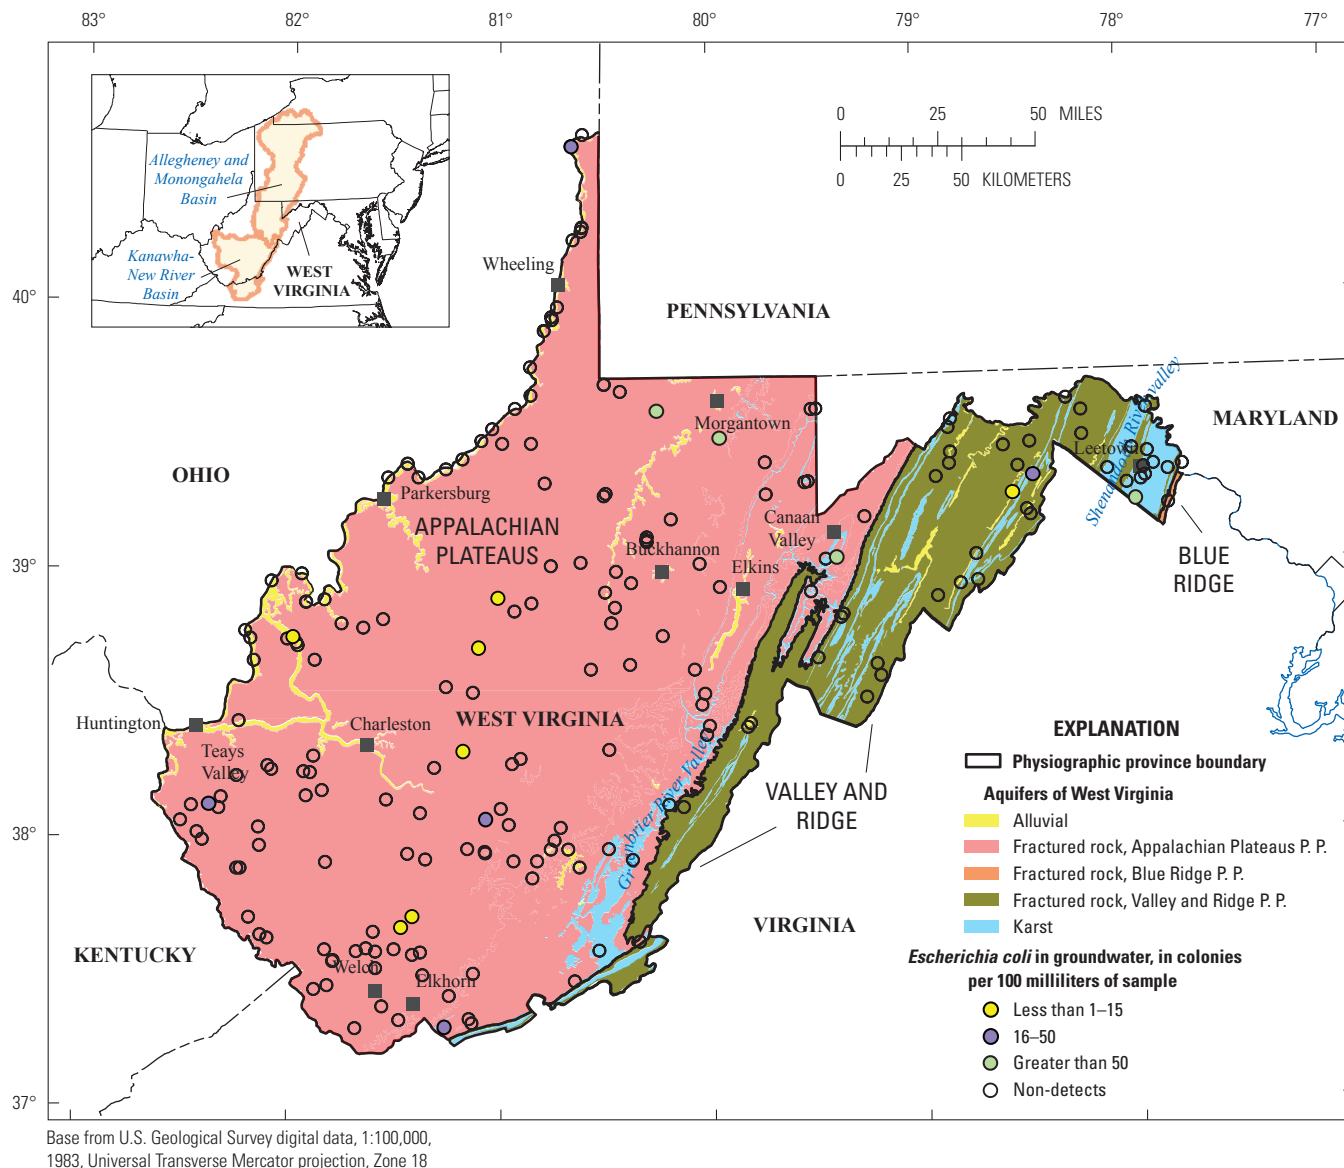 83°
82°
81°
80°
79°
78°
77°
0 25 50 MILES
0 25 50 KILOMETERS
Allegheney and
Monongahela
Basin
Kanawha-
New River
Basin
WEST
VIRGINIA
40°
39°
38°
37°
Wheeling
PENNSYLVANIA
MARYLAND
OHIO
Morgantown
Leetown
Shenandoah River valley
Parkersburg
APPALACHIAN
PLATEAUS
Canaan
Valley
Buckhannon
Elkins
BLUE
RIDGE
Huntington
Charleston
WEST VIRGINIA
Teays
Valley
Greenbrier River Valley
VALLEY AND
RIDGE
KENTUCKY
VIRGINIA
Welch
Elkhorn
EXPLANATION
Physiographic province boundary
Aquifers of West Virginia
Alluvial
Fractured rock, Appalachian Plateaus P. P.
Fractured rock, Blue Ridge P. P.
Fractured rock, Valley and Ridge P. P.
Karst
Escherichia coli in groundwater, in colonies
per 100 milliliters of sample
Less than 1–15
16–50
Greater than 50
Non-detects
Base from U.S. Geological Survey digital data, 1:100,000,
1983, Universal Transverse Mercator projection, Zone 18